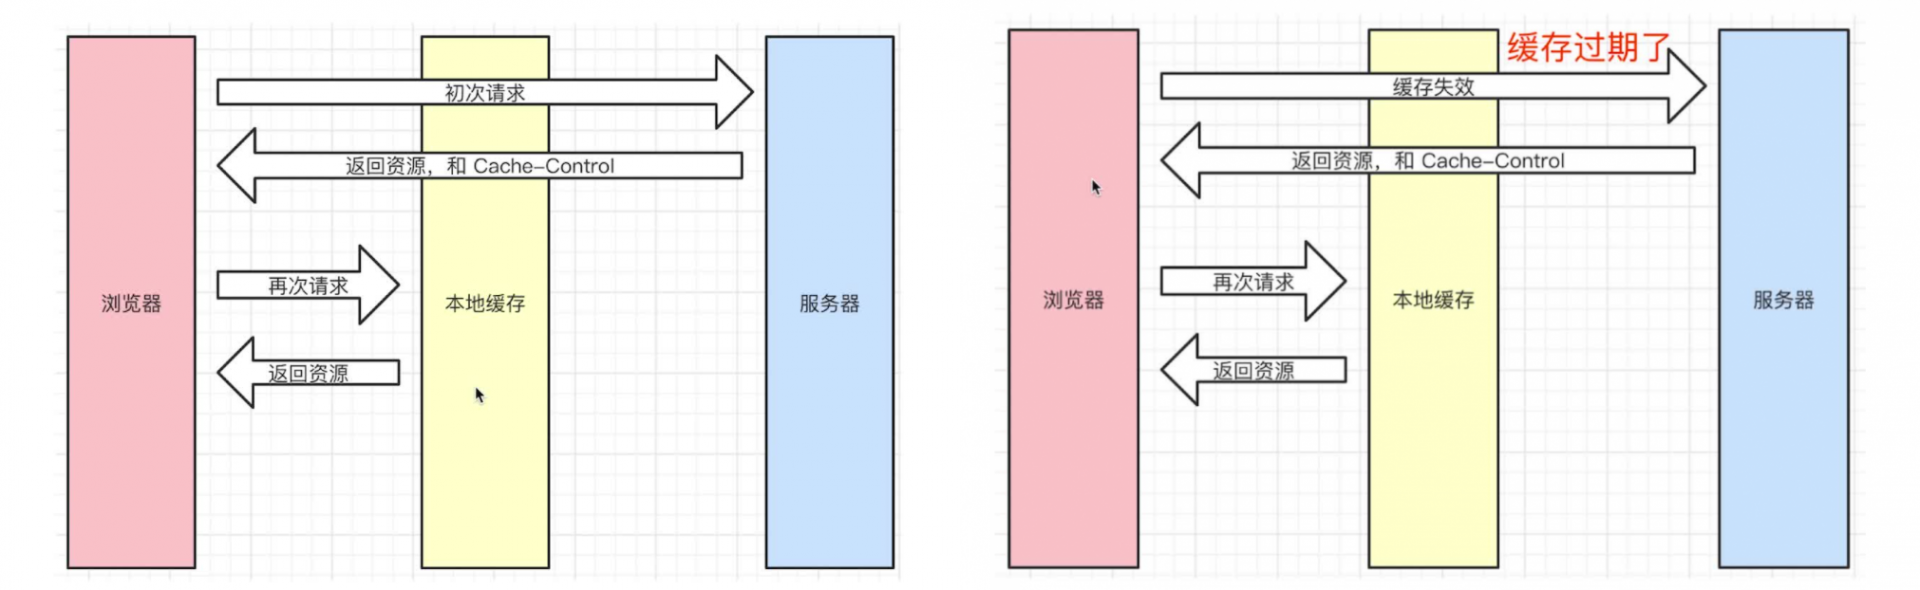 初次请求
返回资源，和 Cache-Control
再次请求
浏览器
本地缓存
服务器
返回资源
缓存过期了
缓存失效
返回资源，和 Cache-Control
再次请求
浏览器
本地缓存
服务器
返回资源